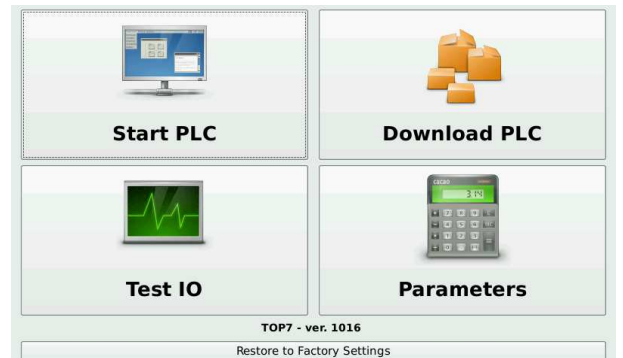 Start PLC
Download PLC
Test IO
Parameters
TOP7 - ver. 1016
Restore to Factory Settings